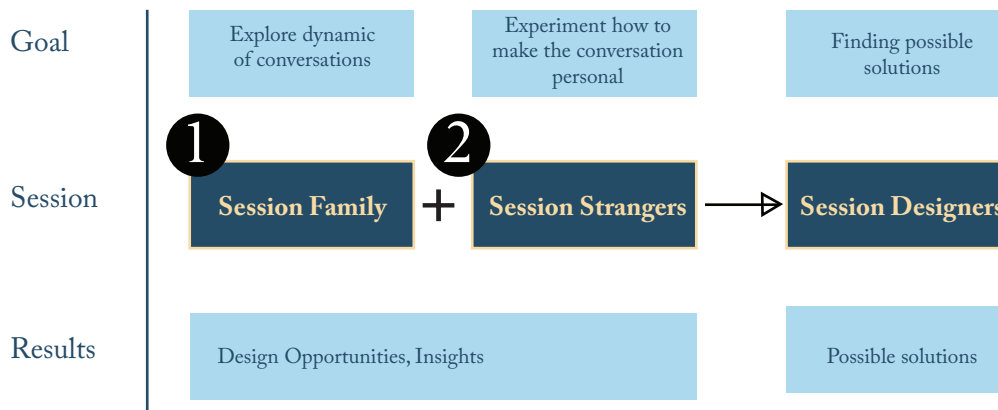 Goal
Explore dynamic
of conversations
Experiment how to
make the conversation
personal
Finding possible
solutions
1
2
Session
Session Family
+
Session Strangers
Session Designers
Results
Design Opportunities, Insights
Possible solutions